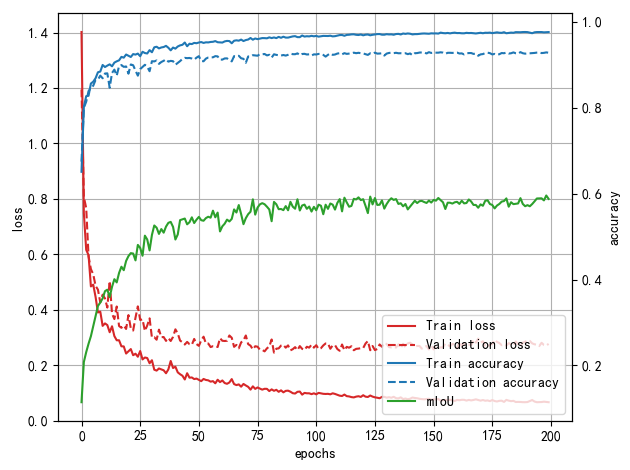 1.4
1.2
1.0
0.8
0.6
0.4
0.2
0.0
loss
1.0
0.8
0.6
0.4
0.2
accuracy
0
25
50
75
100
125
150
175
200
epochs
Train loss
Validation loss
Train accuracy
Validation accuracy
mIoU